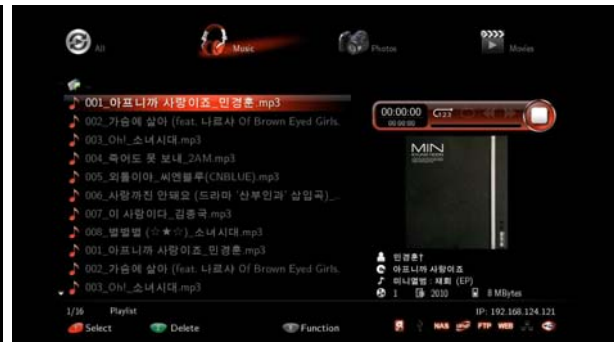 All
Music
Photos
Movies
..
001_아프니까 사랑이죠_민경훈.mp3
002_가슴에 살아 (feat. 나르샤 Of Brown Eyed Girls.
003_Oh!_소녀시대.mp3
004_죽어도 못 보내_2AM.mp3
005_외톨이야_씨엔블루(CNBLUE).mp3
006_사랑까진 안돼요 (드라마 '산부인과' 삽입곡)_..
007_이 사랑이다_김종국.mp3
008_별별별 (☆★☆)_소녀시대.mp3
001_아프니까 사랑이죠_민경훈.mp3
002_가슴에 살아 (feat. 나르샤 Of Brown Eyed Girls.
003_Oh!_소녀시대.mp3
00:00:00
00:00:00
123
MIN
민경훈†
아프니까 사랑이죠
미니앨범 : 재회 (EP)
1 2010 8 MBytes
1/16 Playlist
IP: 192.168.124.121
Select
Delete
Function
NAS
FTP
WEB